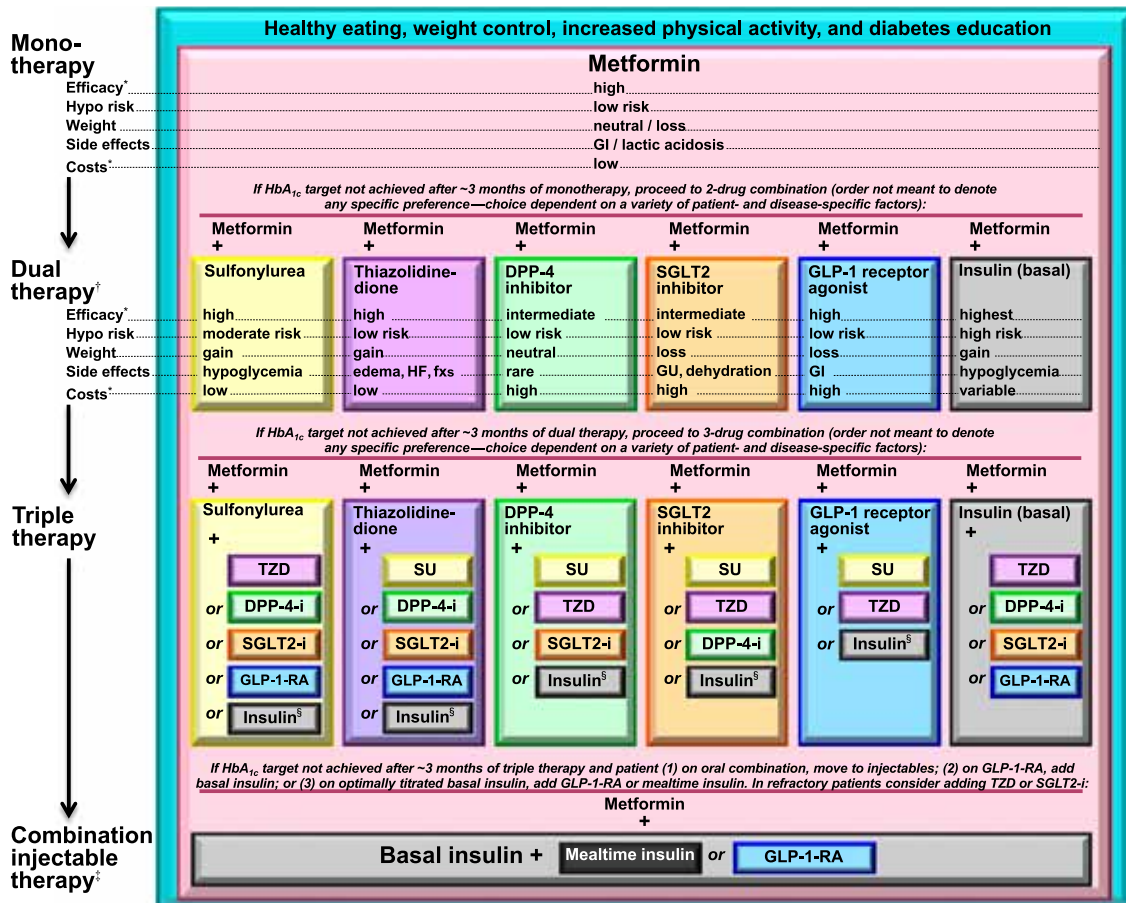 Healthy eating, weight control, increased physical activity, and diabetes education
Mono-
therapy
Metformin
Efficacy* high
Hypo risk low risk
Weight neutral / loss
Side effects GI / lactic acidosis
Costs* low
If HbA1c target not achieved after ~3 months of monotherapy, proceed to 2-drug combination (order not meant to denote
any specific preference—choice dependent on a variety of patient- and disease-specific factors):
Metformin Metformin Metformin Metformin Metformin Metformin
+ + + + + +
Dual
therapy†
Sulfonylurea Thiazolidine- DPP-4 SGLT2 GLP-1 receptor Insulin (basal)
dione inhibitor inhibitor agonist
Efficacy* high high intermediate intermediate high highest
Hypo risk moderate risk low risk low risk low risk low risk high risk
Weight gain gain neutral loss loss gain
Side effects hypoglycemia edema, HF, fxs rare GU, dehydration GI hypoglycemia
Costs* low low high high high variable
If HbA1c target not achieved after ~3 months of dual therapy, proceed to 3-drug combination (order not meant to denote
any specific preference—choice dependent on a variety of patient- and disease-specific factors):
Metformin Metformin Metformin Metformin Metformin Metformin
+ + + + + +
Triple
therapy
Sulfonylurea Thiazolidine- DPP-4 SGLT2 GLP-1 receptor Insulin (basal)
dione inhibitor inhibitor agonist
+ + + + + +
TZD SU SU SU SU TZD
or DPP-4-i or DPP-4-i or TZD or TZD or TZD or DPP-4-i
or SGLT2-i or SGLT2-i or SGLT2-i or DPP-4-i or Insulin§ or SGLT2-i
or GLP-1-RA or GLP-1-RA or Insulin§ or Insulin§ or GLP-1-RA
or Insulin§ or Insulin§
If HbA1c target not achieved after ~3 months of triple therapy and patient (1) on oral combination, move to injectables; (2) on GLP-1-RA, add
basal insulin; or (3) on optimally titrated basal insulin, add GLP-1-RA or mealtime insulin. In refractory patients consider adding TZD or SGLT2-i:
Metformin
+
Combination
injectable
therapy‡
Basal insulin + Mealtime insulin or GLP-1-RA